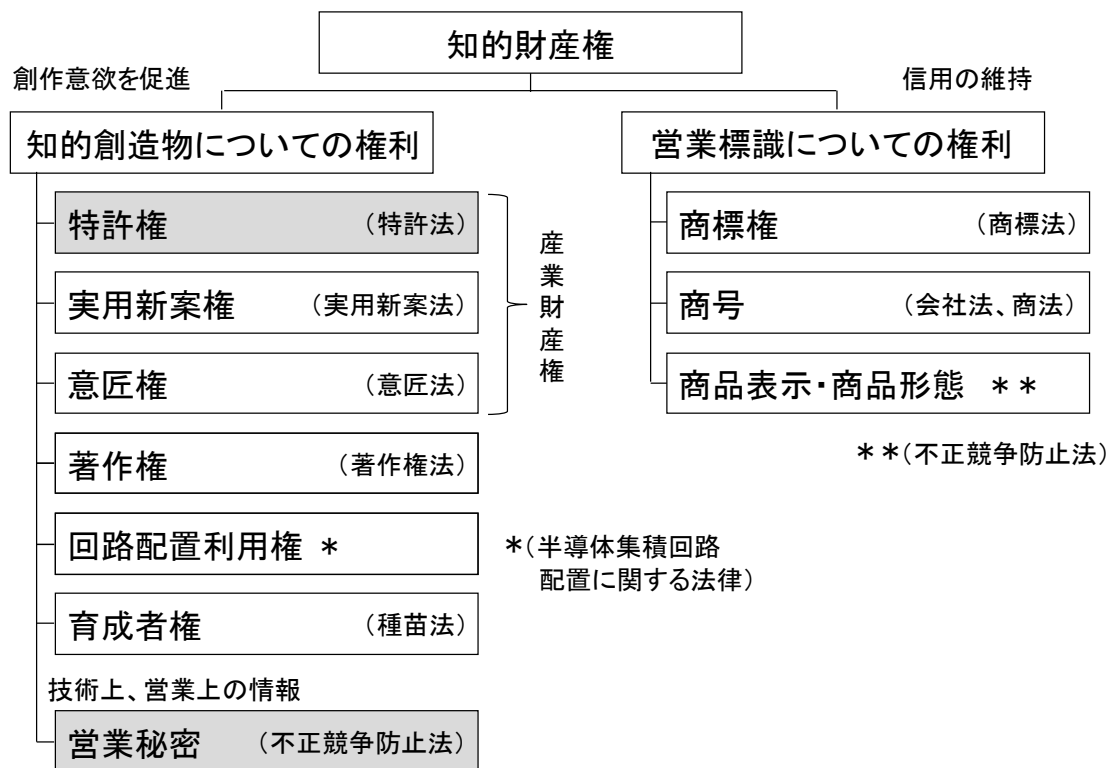 知的財産権
創作意欲を促進
信用の維持
知的創造物についての権利
営業標識についての権利
特許権 (特許法)
実用新案権 (実用新案法)
意匠権 (意匠法)
産業財産権
著作権 (著作権法)
回路配置利用権 *
*(半導体集積回路
配置に関する法律)
育成者権 (種苗法)
技術上、営業上の情報
営業秘密 (不正競争防止法)
商標権 (商標法)
商号 (会社法、商法)
商品表示・商品形態 **
**(不正競争防止法)